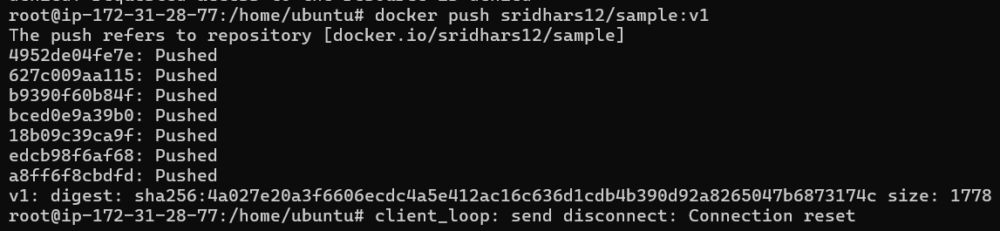 root@ip-172-31-28-77:/home/ubuntu# docker push sridhars12/sample:v1
The push refers to repository [docker.io/sridhars12/sample]
4952de04fe7e: Pushed
627c009aa115: Pushed
b9390f60b84f: Pushed
bced0e9a39b0: Pushed
18b09c39ca9f: Pushed
edcb98f6af68: Pushed
a8ff6f8cbdfd: Pushed
v1: digest: sha256:4a027e20a3f6606ecdc4a5e412ac16c636d1cdb4b390d92a8265047b6873174c size: 1778
root@ip-172-31-28-77:/home/ubuntu# client_loop: send disconnect: Connection reset